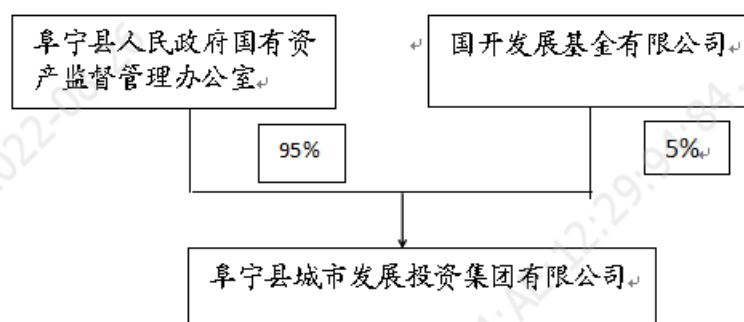 阜宁县人民政府国有资
产监督管理办公室
国开发展基金有限公司
95%
5%
阜宁县城市发展投资集团有限公司